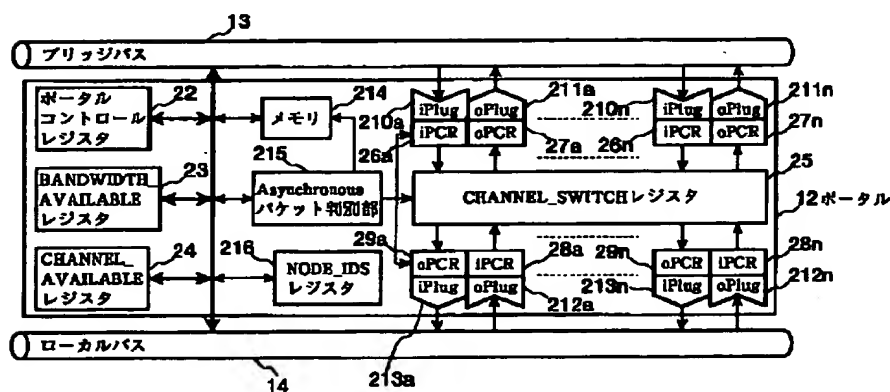 13
ブリッジバス
ポータル
コントロール
レジスタ
22
メモリ
214
210a
iPlug
oPlug
211a
iPCR
oPCR
26a
27a
210n
iPlug
oPlug
211n
iPCR
oPCR
26n
27n
BANDWIDTH_
AVAILABLE
レジスタ
23
215
Asynchronous
パケット判別部
CHANNEL_SWITCHレジスタ
25
12 ポータル
CHANNEL_
AVAILABLE
レジスタ
24
216
NODE_IDS
レジスタ
29a
oPCR
iPCR
28a
iPlug
oPlug
212a
213a
29n
oPCR
iPCR
28n
213n
iPlug
oPlug
212n
ローカルバス
14